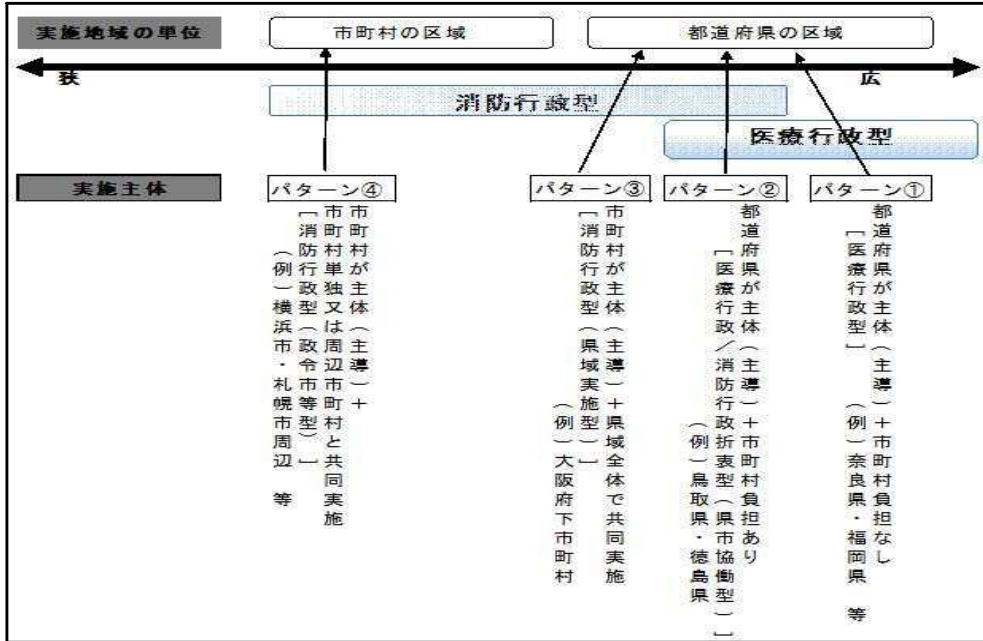 実施地域の単位
市町村の区域
都道府県の区域
狭
広
消防行政型
医療行政型
実施主体
パターン④
パターン③
パターン②
パターン①
市町村が主体(主導)+
市町村単独又は周辺市町村と共同実施
[消防行政型(政令市等型)]
(例)横浜市・札幌市周辺 等
市町村が主体(主導)+県域全体で共同実施
[消防行政型(県域実施型)]
(例)大阪府下市町村
都道府県が主体(主導)+市町村負担あり
[医療行政/消防行政折衷型(県市協働型)]
(例)鳥取県・徳島県
都道府県が主体(主導)+市町村負担なし
[医療行政型]
(例)奈良県・福岡県 等